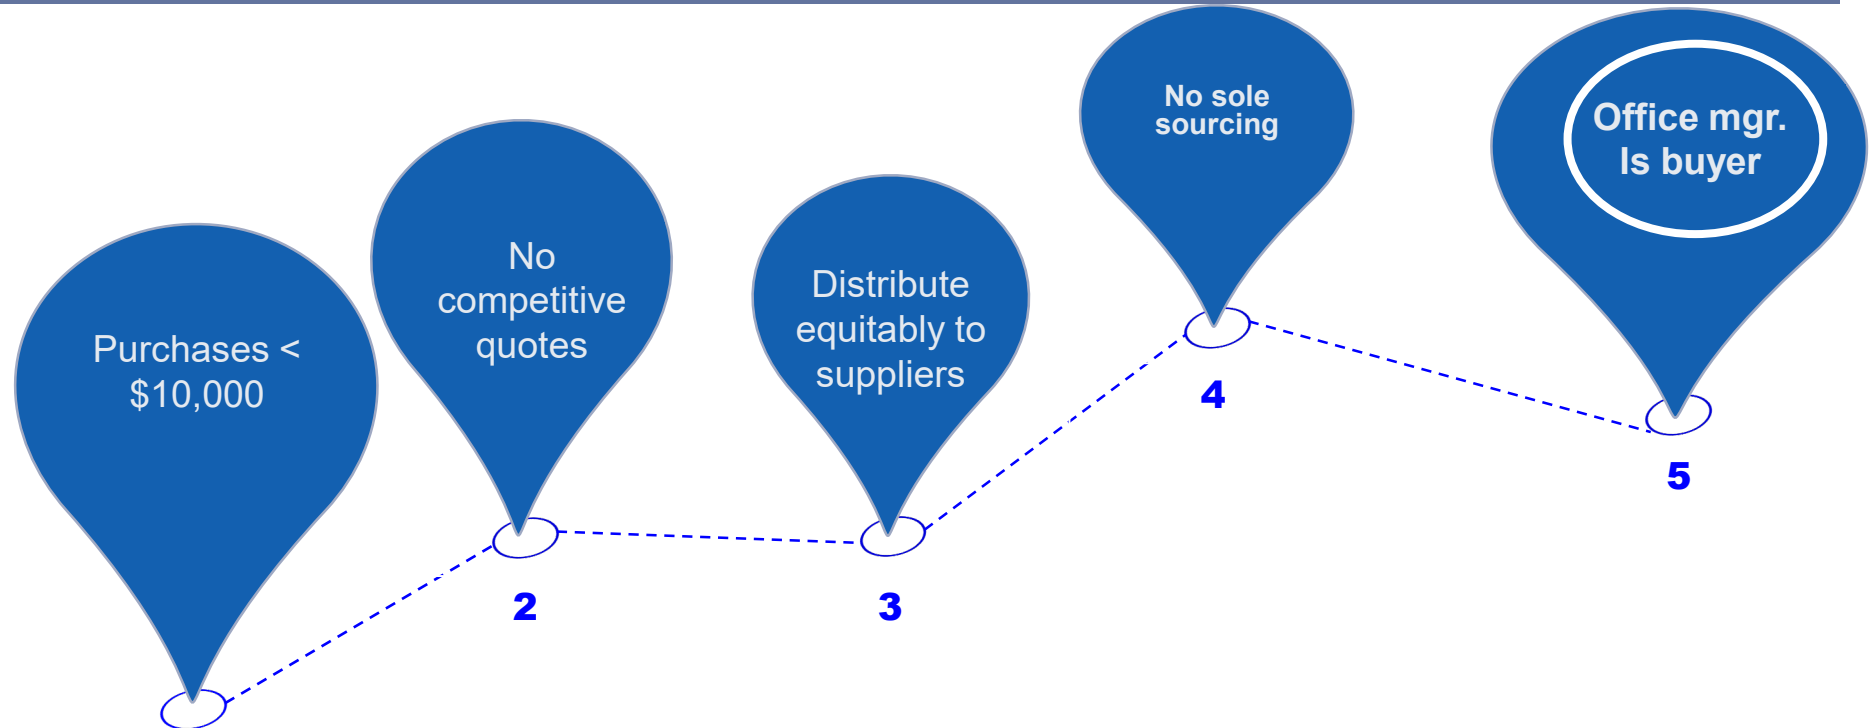 Purchases <
$10,000
No
competitive
quotes
2
Distribute
equitably to
suppliers
3
No sole
sourcing
4
Office mgr.
Is buyer
5